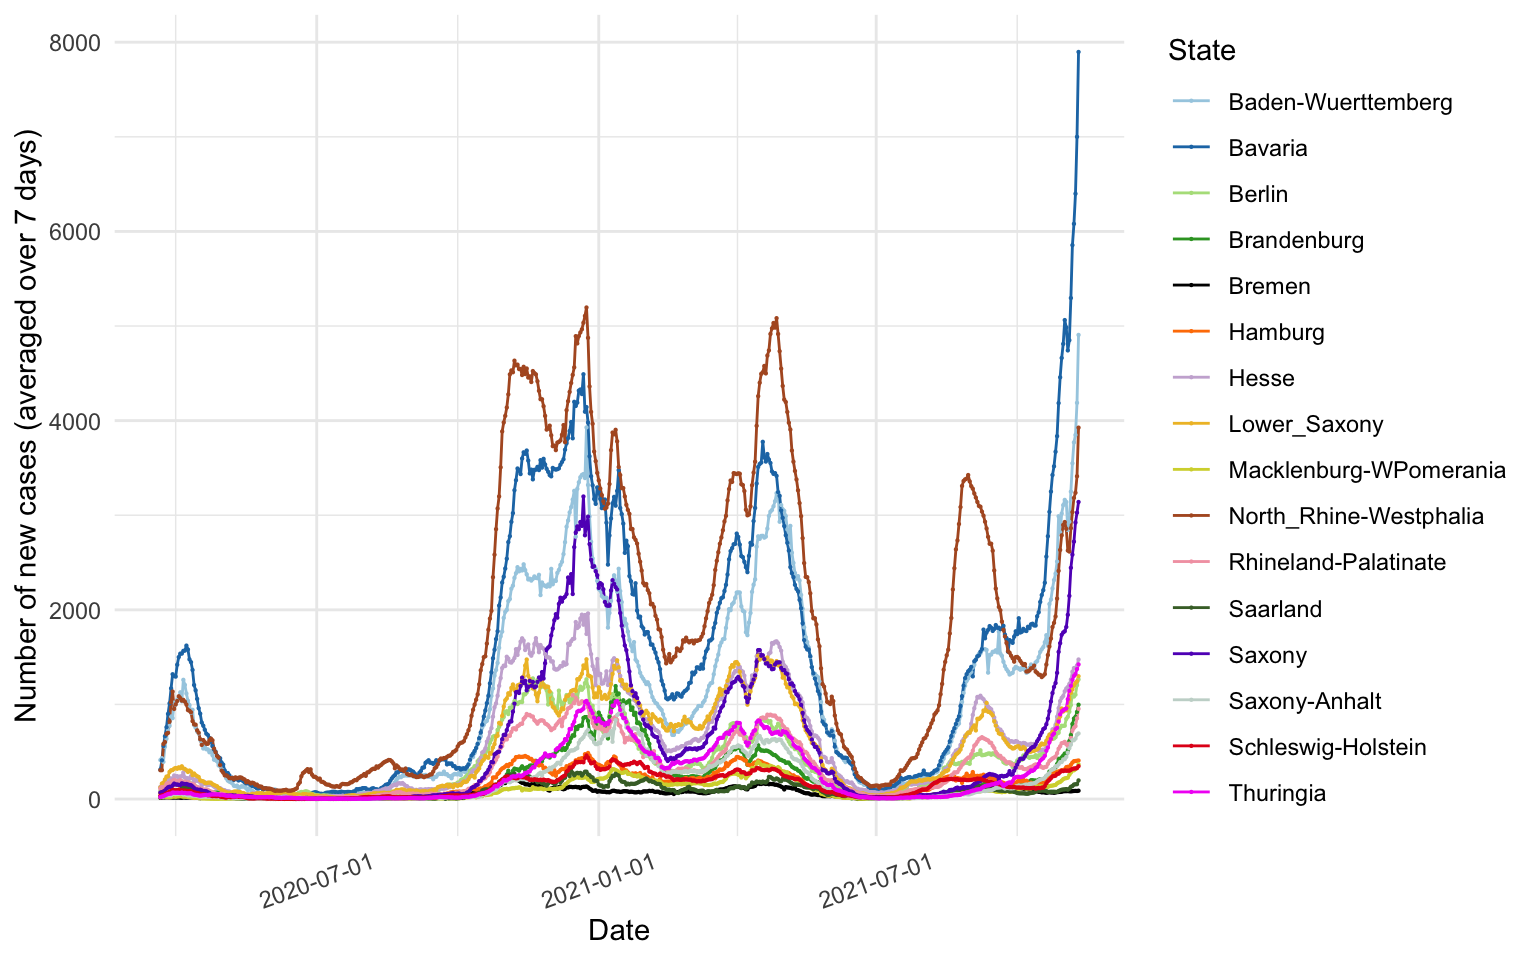 8000
6000
4000
2000
0
Number of new cases (averaged over 7 days)
2020-07-01
2021-01-01
2021-07-01
Date
State
Baden-Wuerttemberg
Bavaria
Berlin
Brandenburg
Bremen
Hamburg
Hesse
Lower_Saxony
Macklenburg-WPomerania
North_Rhine-Westphalia
Rhineland-Palatinate
Saarland
Saxony
Saxony-Anhalt
Schleswig-Holstein
Thuringia